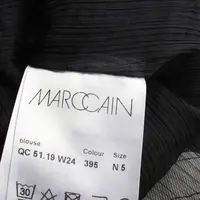 MARCCAIN
blouse Colour Size
QC 51.19 W24 395 N 5
30